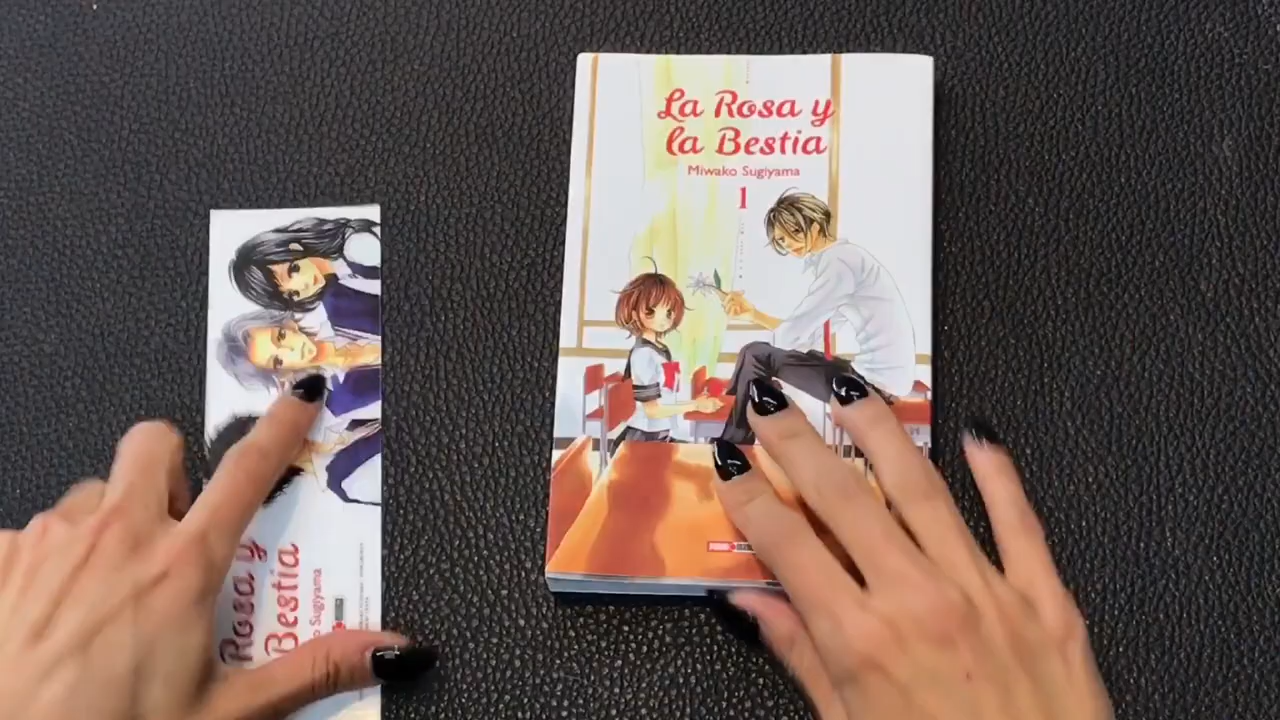 La Rosa y
la Bestia
Miwako Sugiyama
1
Rosa y
Bestia
Sugiyama